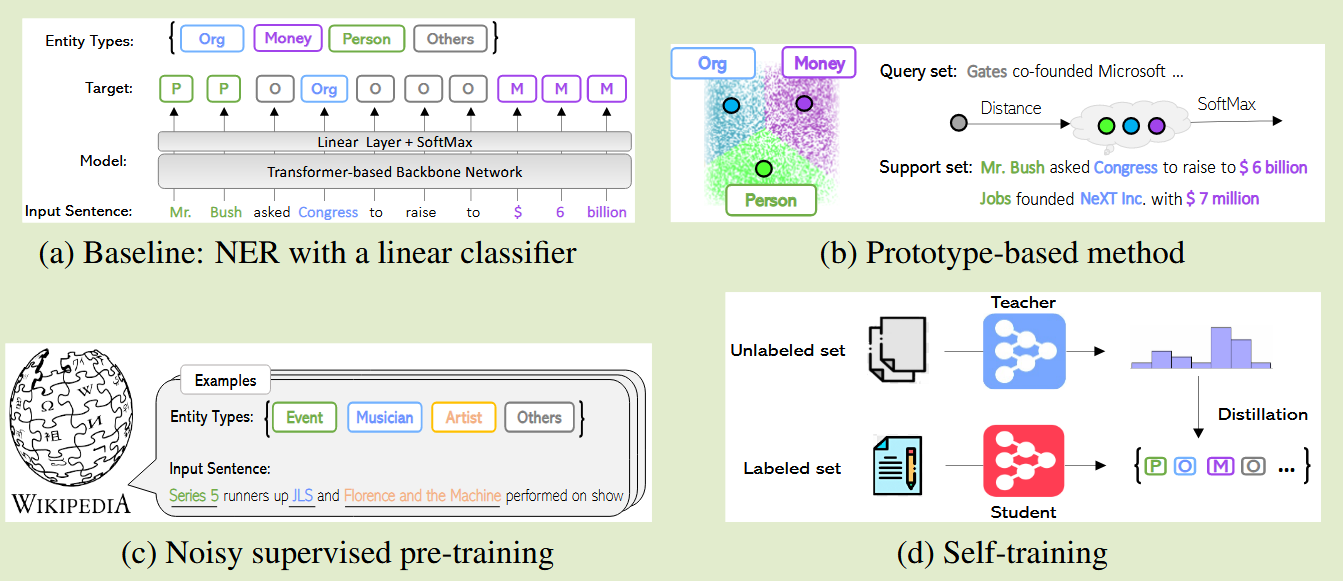 Entity Types: { Org Money Person Others }
Target: P P O Org O O O M M M
Linear Layer + SoftMax
Model:
Transformer-based Backbone Network
Input Sentence: Mr. Bush asked Congress to raise to $ 6 billion
(a) Baseline: NER with a linear classifier
Org Money
Person
Query set: Gates co-founded Microsoft ...
Distance SoftMax
Support set: Mr. Bush asked Congress to raise to $ 6 billion
Jobs founded NeXT Inc. with $ 7 million
(b) Prototype-based method
WIKIPEDIA
Examples
Entity Types: { Event Musician Artist Others }
Input Sentence:
Series 5 runners up JLS and Florence and the Machine performed on show
(c) Noisy supervised pre-training
Teacher
Unlabeled set
Distillation
Labeled set { P O M O ... }
Student
(d) Self-training